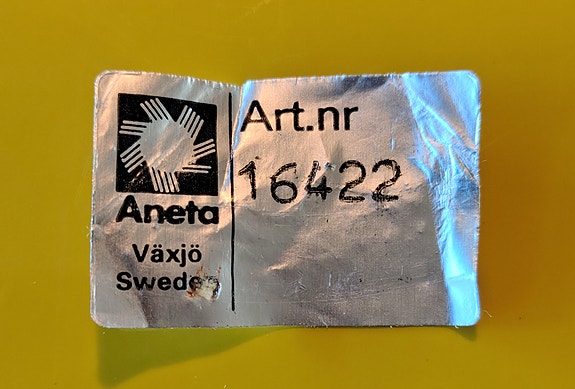 Aneta
Växjö
Sweden
Art.nr
16422